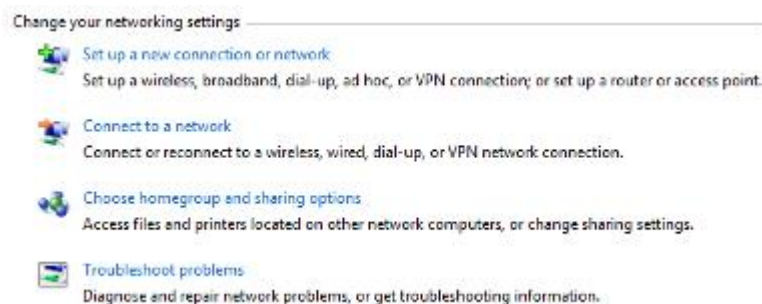 Change your networking settings
Set up a new connection or network
Set up a wireless, broadband, dial-up, ad hoc, or VPN connection; or set up a router or access point.
Connect to a network
Connect or reconnect to a wireless, wired, dial-up, or VPN network connection.
Choose homegroup and sharing options
Access files and printers located on other network computers, or change sharing settings.
Troubleshoot problems
Diagnose and repair network problems, or get troubleshooting information.